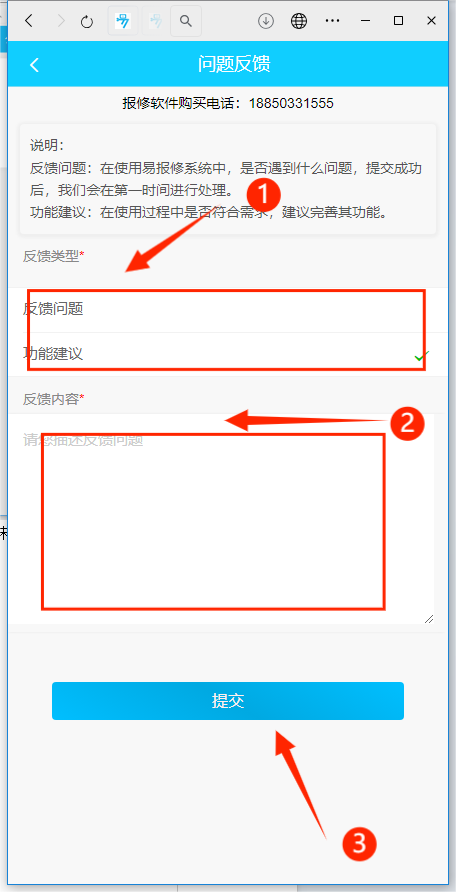 问题反馈
报修软件购买电话：18850331555
说明：
反馈问题：在使用易报修系统中，是否遇到什么问题，提交成功
后，我们会在第一时间进行处理。
1
功能建议：在使用过程中是否符合需求，建议完善其功能。
反馈类型*
反馈问题
功能建议
反馈内容*
2
请您描述反馈问题
提交
3